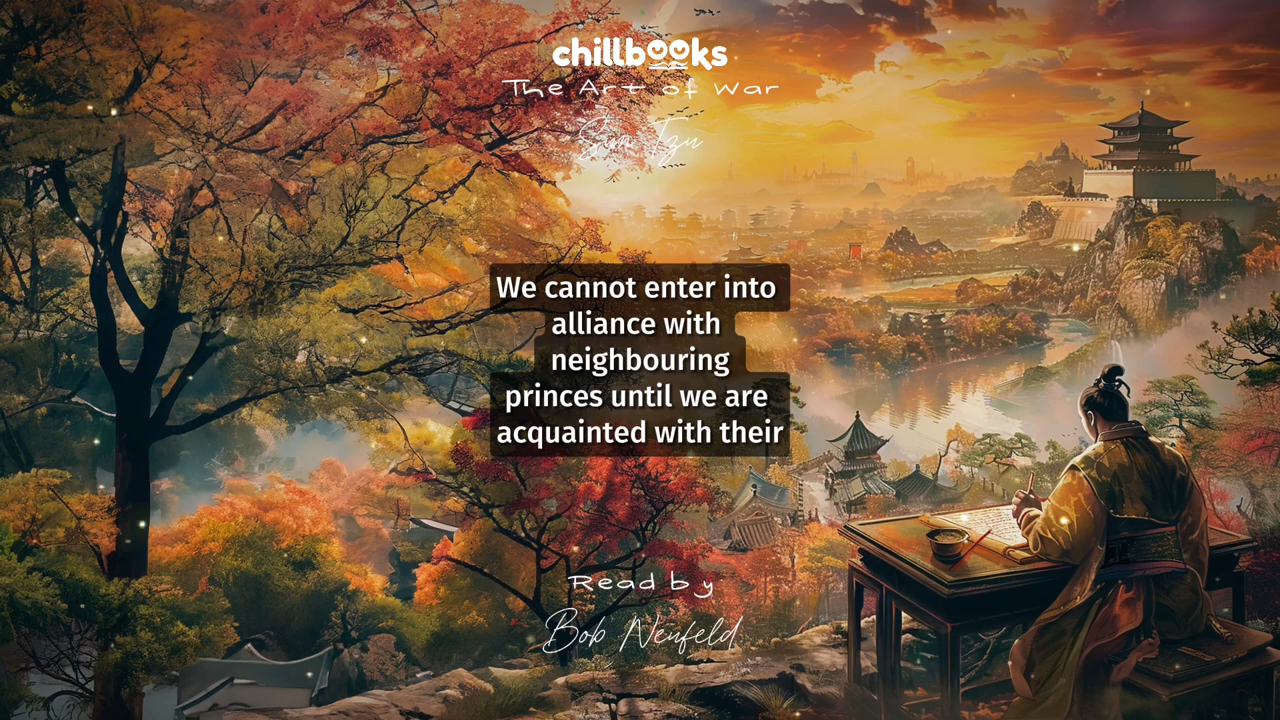 chillbooks
The Art of War
Sun Tzu
We cannot enter into
alliance with
neighbouring
princes until we are
acquainted with their
Read by
Bob Neufeld